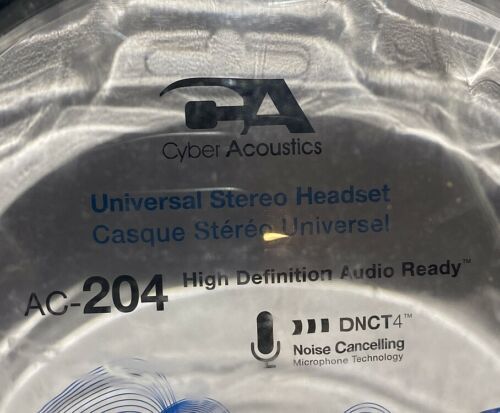 CA
Cyber Acoustics
Universal Stereo Headset
Casque Stéréo Universel
AC-204 High Definition Audio Ready™
DNCT4™
Noise Cancelling
Microphone Technology